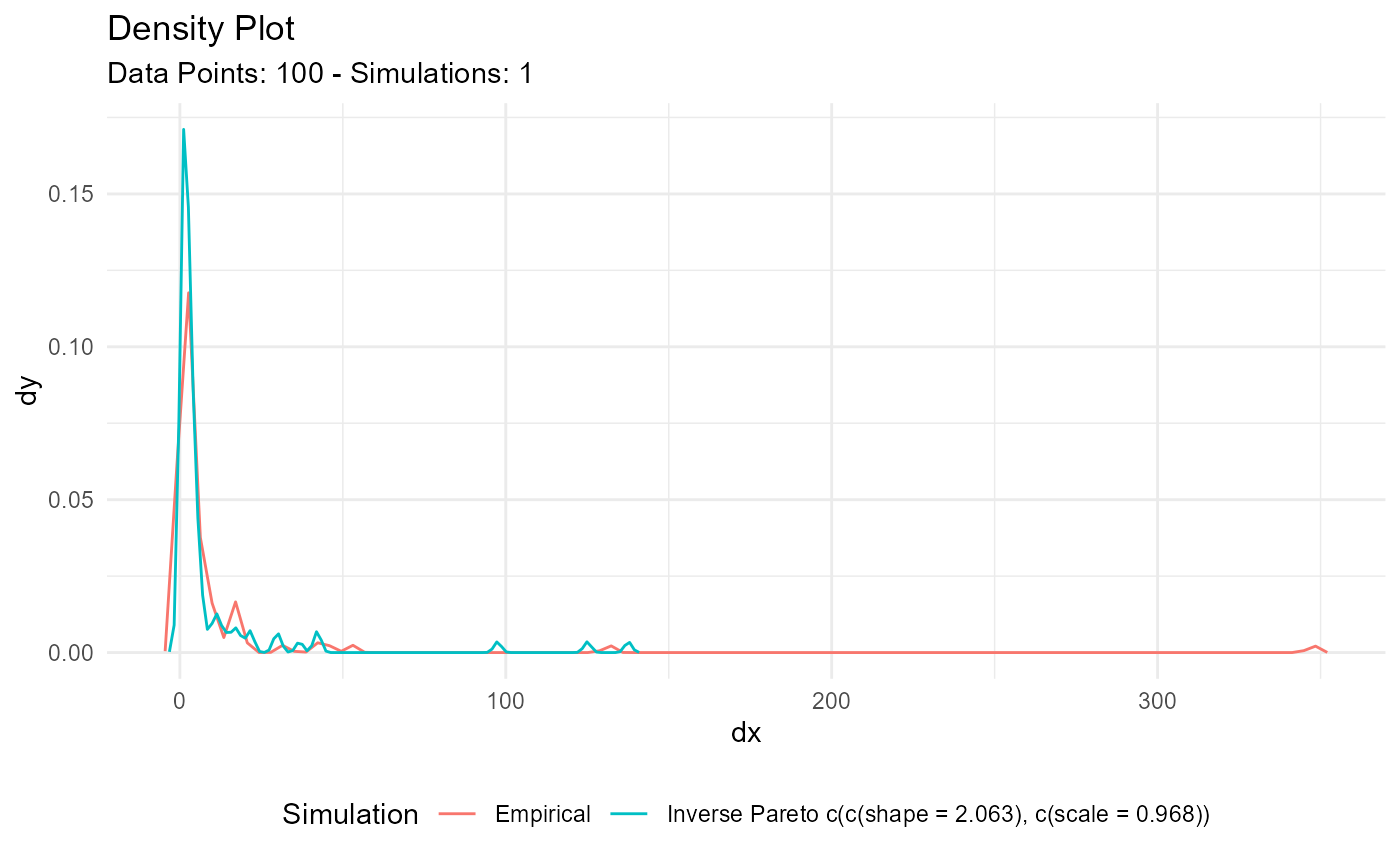 Density Plot
Data Points: 100 - Simulations: 1
dy
0.15
0.10
0.05
0.00
0 100 200 300
dx
Simulation Empirical Inverse Pareto c(c(shape = 2.063), c(scale = 0.968))